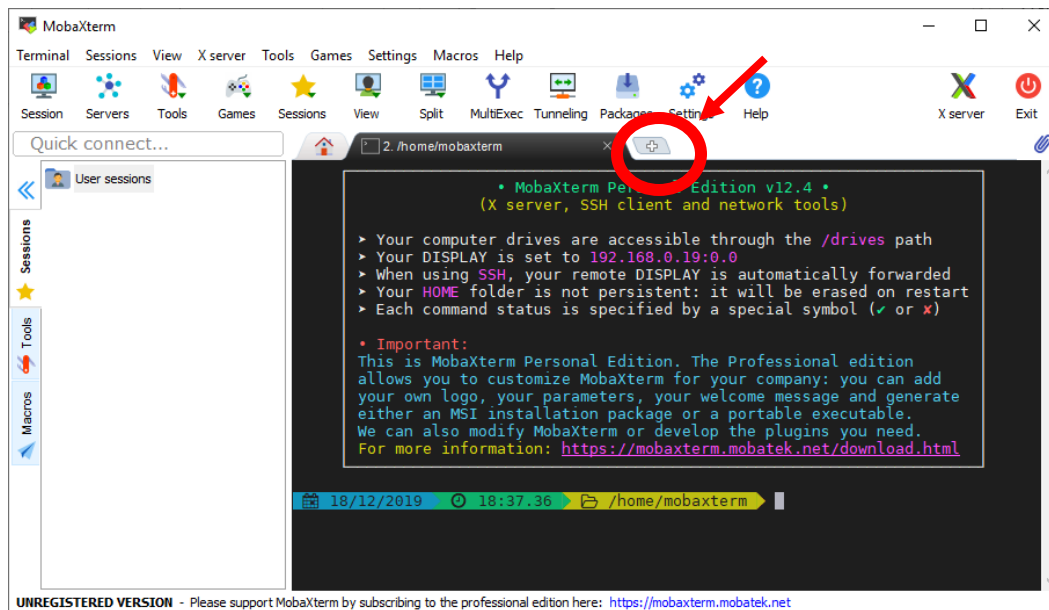 MobaXterm
Terminal Sessions View X server Tools Games Settings Macros Help
Session Servers Tools Games Sessions View Split MultiExec Tunneling Packages Settings Help X server Exit
Quick connect...
2. /home/mobaxterm
User sessions
Sessions
Tools
Macros
• MobaXterm Personal Edition v12.4 •
(X server, SSH client and network tools)
➤ Your computer drives are accessible through the /drives path
➤ Your DISPLAY is set to 192.168.0.19:0.0
➤ When using SSH, your remote DISPLAY is automatically forwarded
➤ Your HOME folder is not persistent: it will be erased on restart
➤ Each command status is specified by a special symbol (✔ or ✘)
• Important:
This is MobaXterm Personal Edition. The Professional edition
allows you to customize MobaXterm for your company: you can add
your own logo, your parameters, your welcome message and generate
either an MSI installation package or a portable executable.
We can also modify MobaXterm or develop the plugins you need.
For more information: https://mobaxterm.mobatek.net/download.html
18/12/2019 18:37.36 /home/mobaxterm
UNREGISTERED VERSION - Please support MobaXterm by subscribing to the professional edition here: https://mobaxterm.mobatek.net